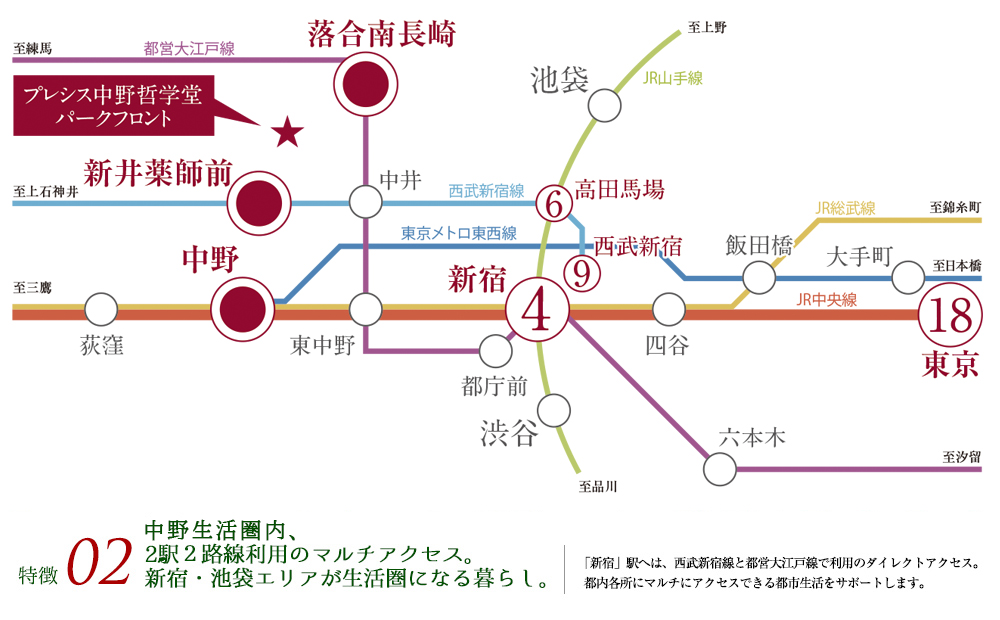 至練馬
都営大江戸線
落合南長崎
至上野
JR山手線
池袋
プレシス中野哲学堂
パークフロント
新井薬師前
中井
西武新宿線
6
高田馬場
至上石神井
JR総武線
至錦糸町
東京メトロ東西線
西武新宿
9
飯田橋
大手町
至日本橋
中野
新宿
4
至三鷹
JR中央線
18
東京
荻窪
東中野
四谷
都庁前
渋谷
六本木
至汐留
至品川
特徴 02
中野生活圏内、
2駅2路線利用のマルチアクセス。
新宿・池袋エリアが生活圏になる暮らし。
「新宿」駅へは、西武新宿線と都営大江戸線で利用のダイレクトアクセス。
都内各所にマルチにアクセスできる都市生活をサポートします。